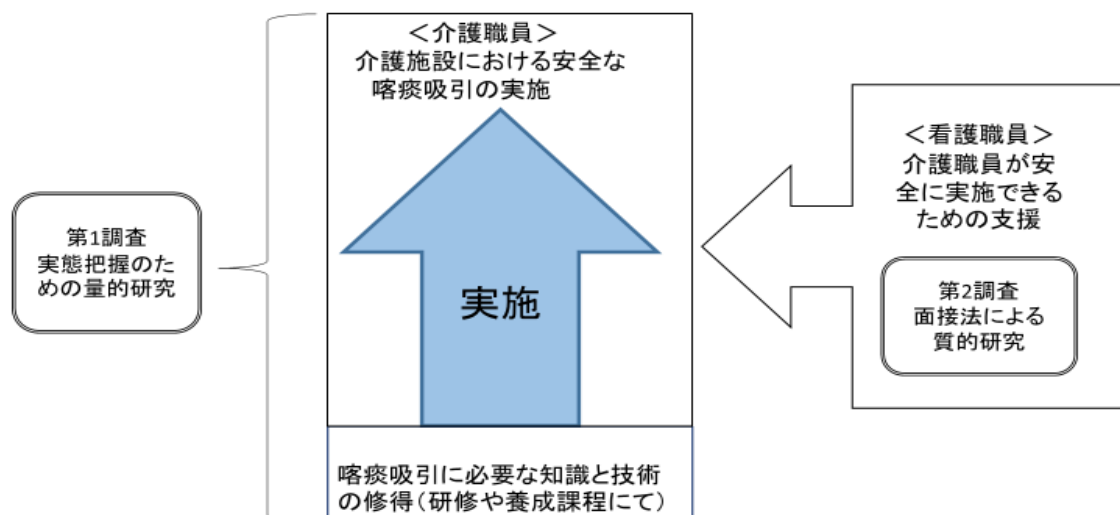 第1調査
実態把握のた
めの量的研究
＜介護職員＞
介護施設における安全な
喀痰吸引の実施
実施
喀痰吸引に必要な知識と技術
の修得（研修や養成課程にて）
＜看護職員＞
介護職員が安
全に実施できる
ための支援
第2調査
面接法による
質的研究